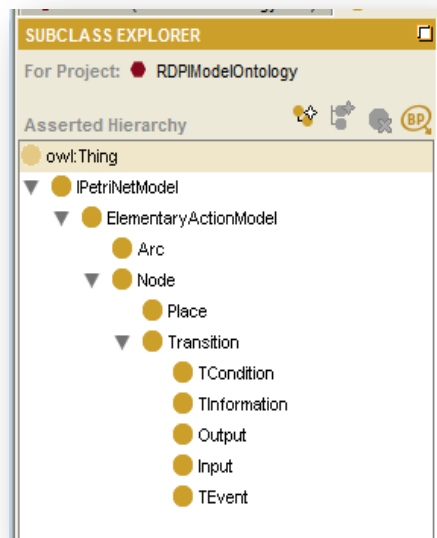 SUBCLASS EXPLORER
For Project: RDPIModelOntology
Asserted Hierarchy
BP
owl:Thing
IPetriNetModel
ElementaryActionModel
Arc
Node
Place
Transition
TCondition
TInformation
Output
Input
TEvent